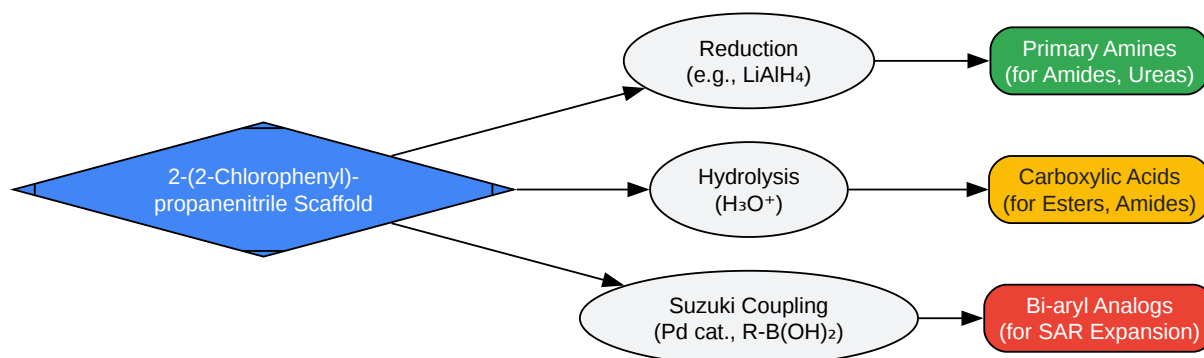 Reduction
(e.g., LiAlH₄)
Primary Amines
(for Amides, Ureas)
2-(2-Chlorophenyl)-
propanenitrile Scaffold
Hydrolysis
(H₃O⁺)
Carboxylic Acids
(for Esters, Amides)
Suzuki Coupling
(Pd cat., R-B(OH)₂)
Bi-aryl Analogs
(for SAR Expansion)